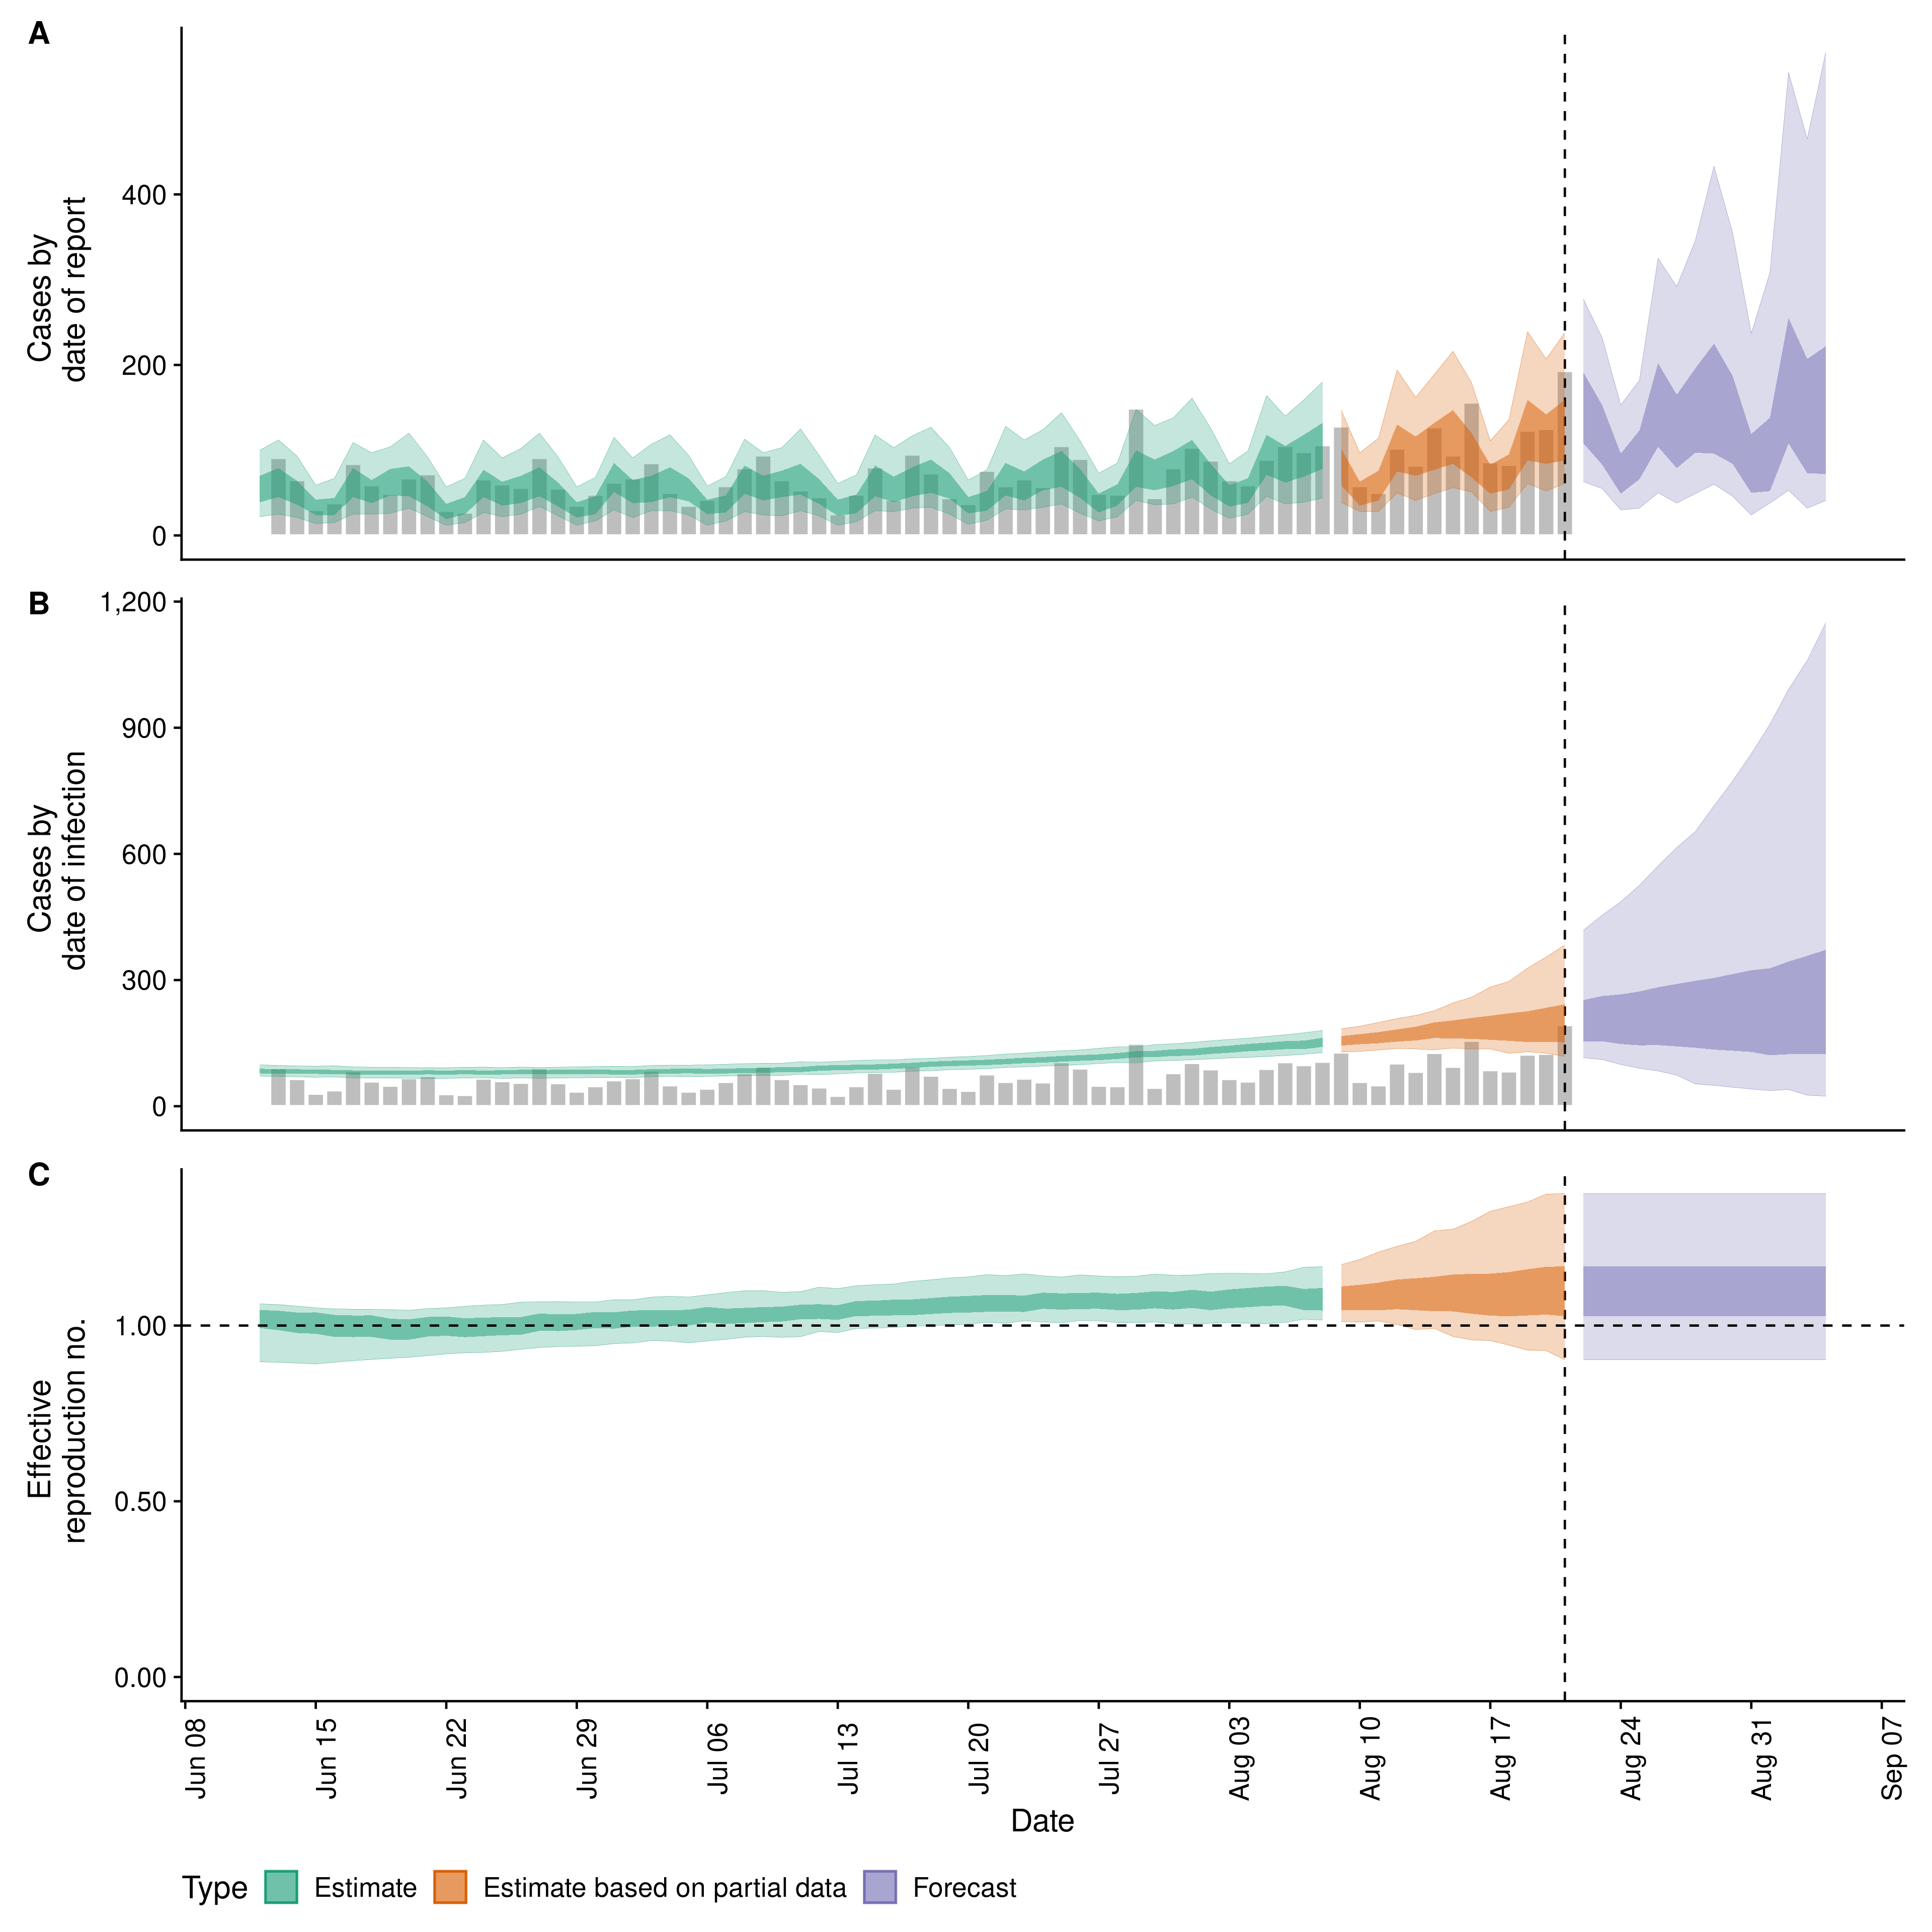 A
Cases by
date of report
400
200
0
B
Cases by
date of infection
1,200
900
600
300
0
C
Effective
reproduction no.
1.00
0.50
0.00
Jun 08
Jun 15
Jun 22
Jun 29
Jul 06
Jul 13
Jul 20
Jul 27
Aug 03
Aug 10
Aug 17
Aug 24
Aug 31
Sep 07
Date
Type Estimate Estimate based on partial data Forecast